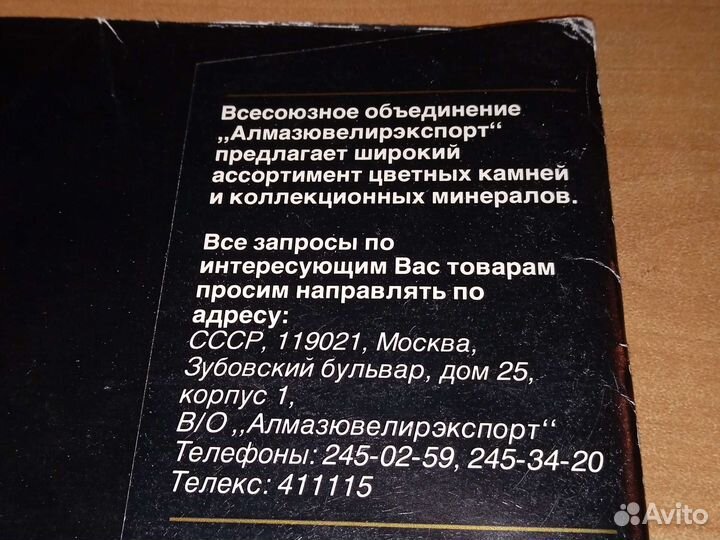 Всесоюзное объединение
„Алмазювелирэкспорт“
предлагает широкий
ассортимент цветных камней
и коллекционных минералов.
Все запросы по
интересующим Вас товарам
просим направлять по
адресу:
СССР, 119021, Москва,
Зубовский бульвар, дом 25,
корпус 1,
В/О „Алмазювелирэкспорт“
Телефоны: 245-02-59, 245-34-20
Телекс: 411115
Avito